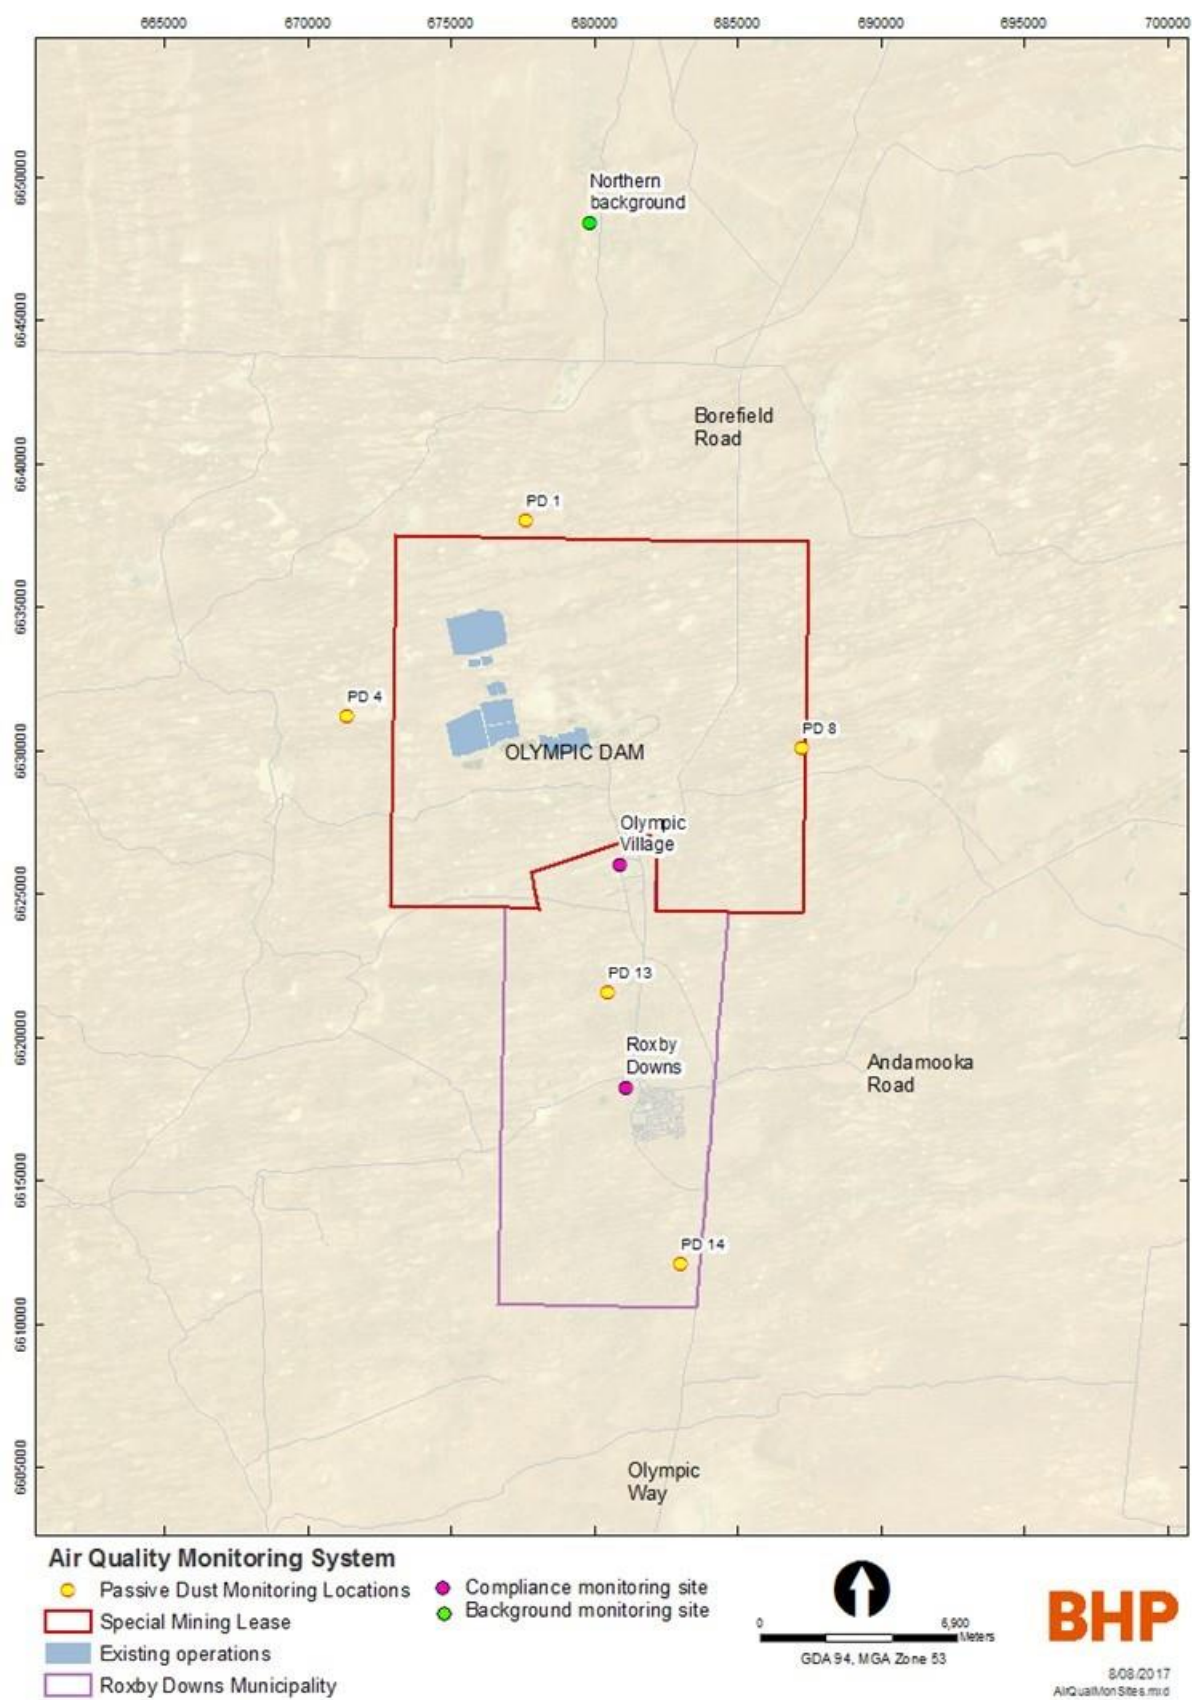 665000 670000 675000 680000 685000 690000 695000 700000
6650000
6645000
6640000
6635000
6630000
6625000
6620000
6615000
6610000
6605000
Northern
background
Borefield
Road
PD 1
PD 4
PD 8
OLYMPIC DAM
Olympic
Village
PD 13
Roxby
Downs
Andamooka
Road
PD 14
Olympic
Way
Air Quality Monitoring System
Passive Dust Monitoring Locations
Special Mining Lease
Existing operations
Roxby Downs Municipality
Compliance monitoring site
Background monitoring site
0 6,900
Meters
GDA 94, MGA Zone 53
BHP
8/08/2017
AirQualMonSites.mxd